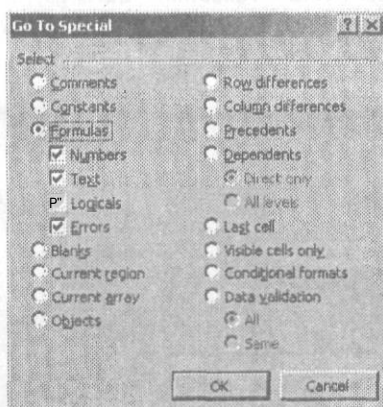 Go To Special
Select
Comments
Constants
Formulas
Numbers
Text
P" Logicals
Errors
Blanks
Current region
Current array
Objects
Row differences
Column differences
Precedents
Dependents
Direct only
All levels
Last cell
Visible cells only
Conditional formats
Data validation
All
Same
OK
Cancel